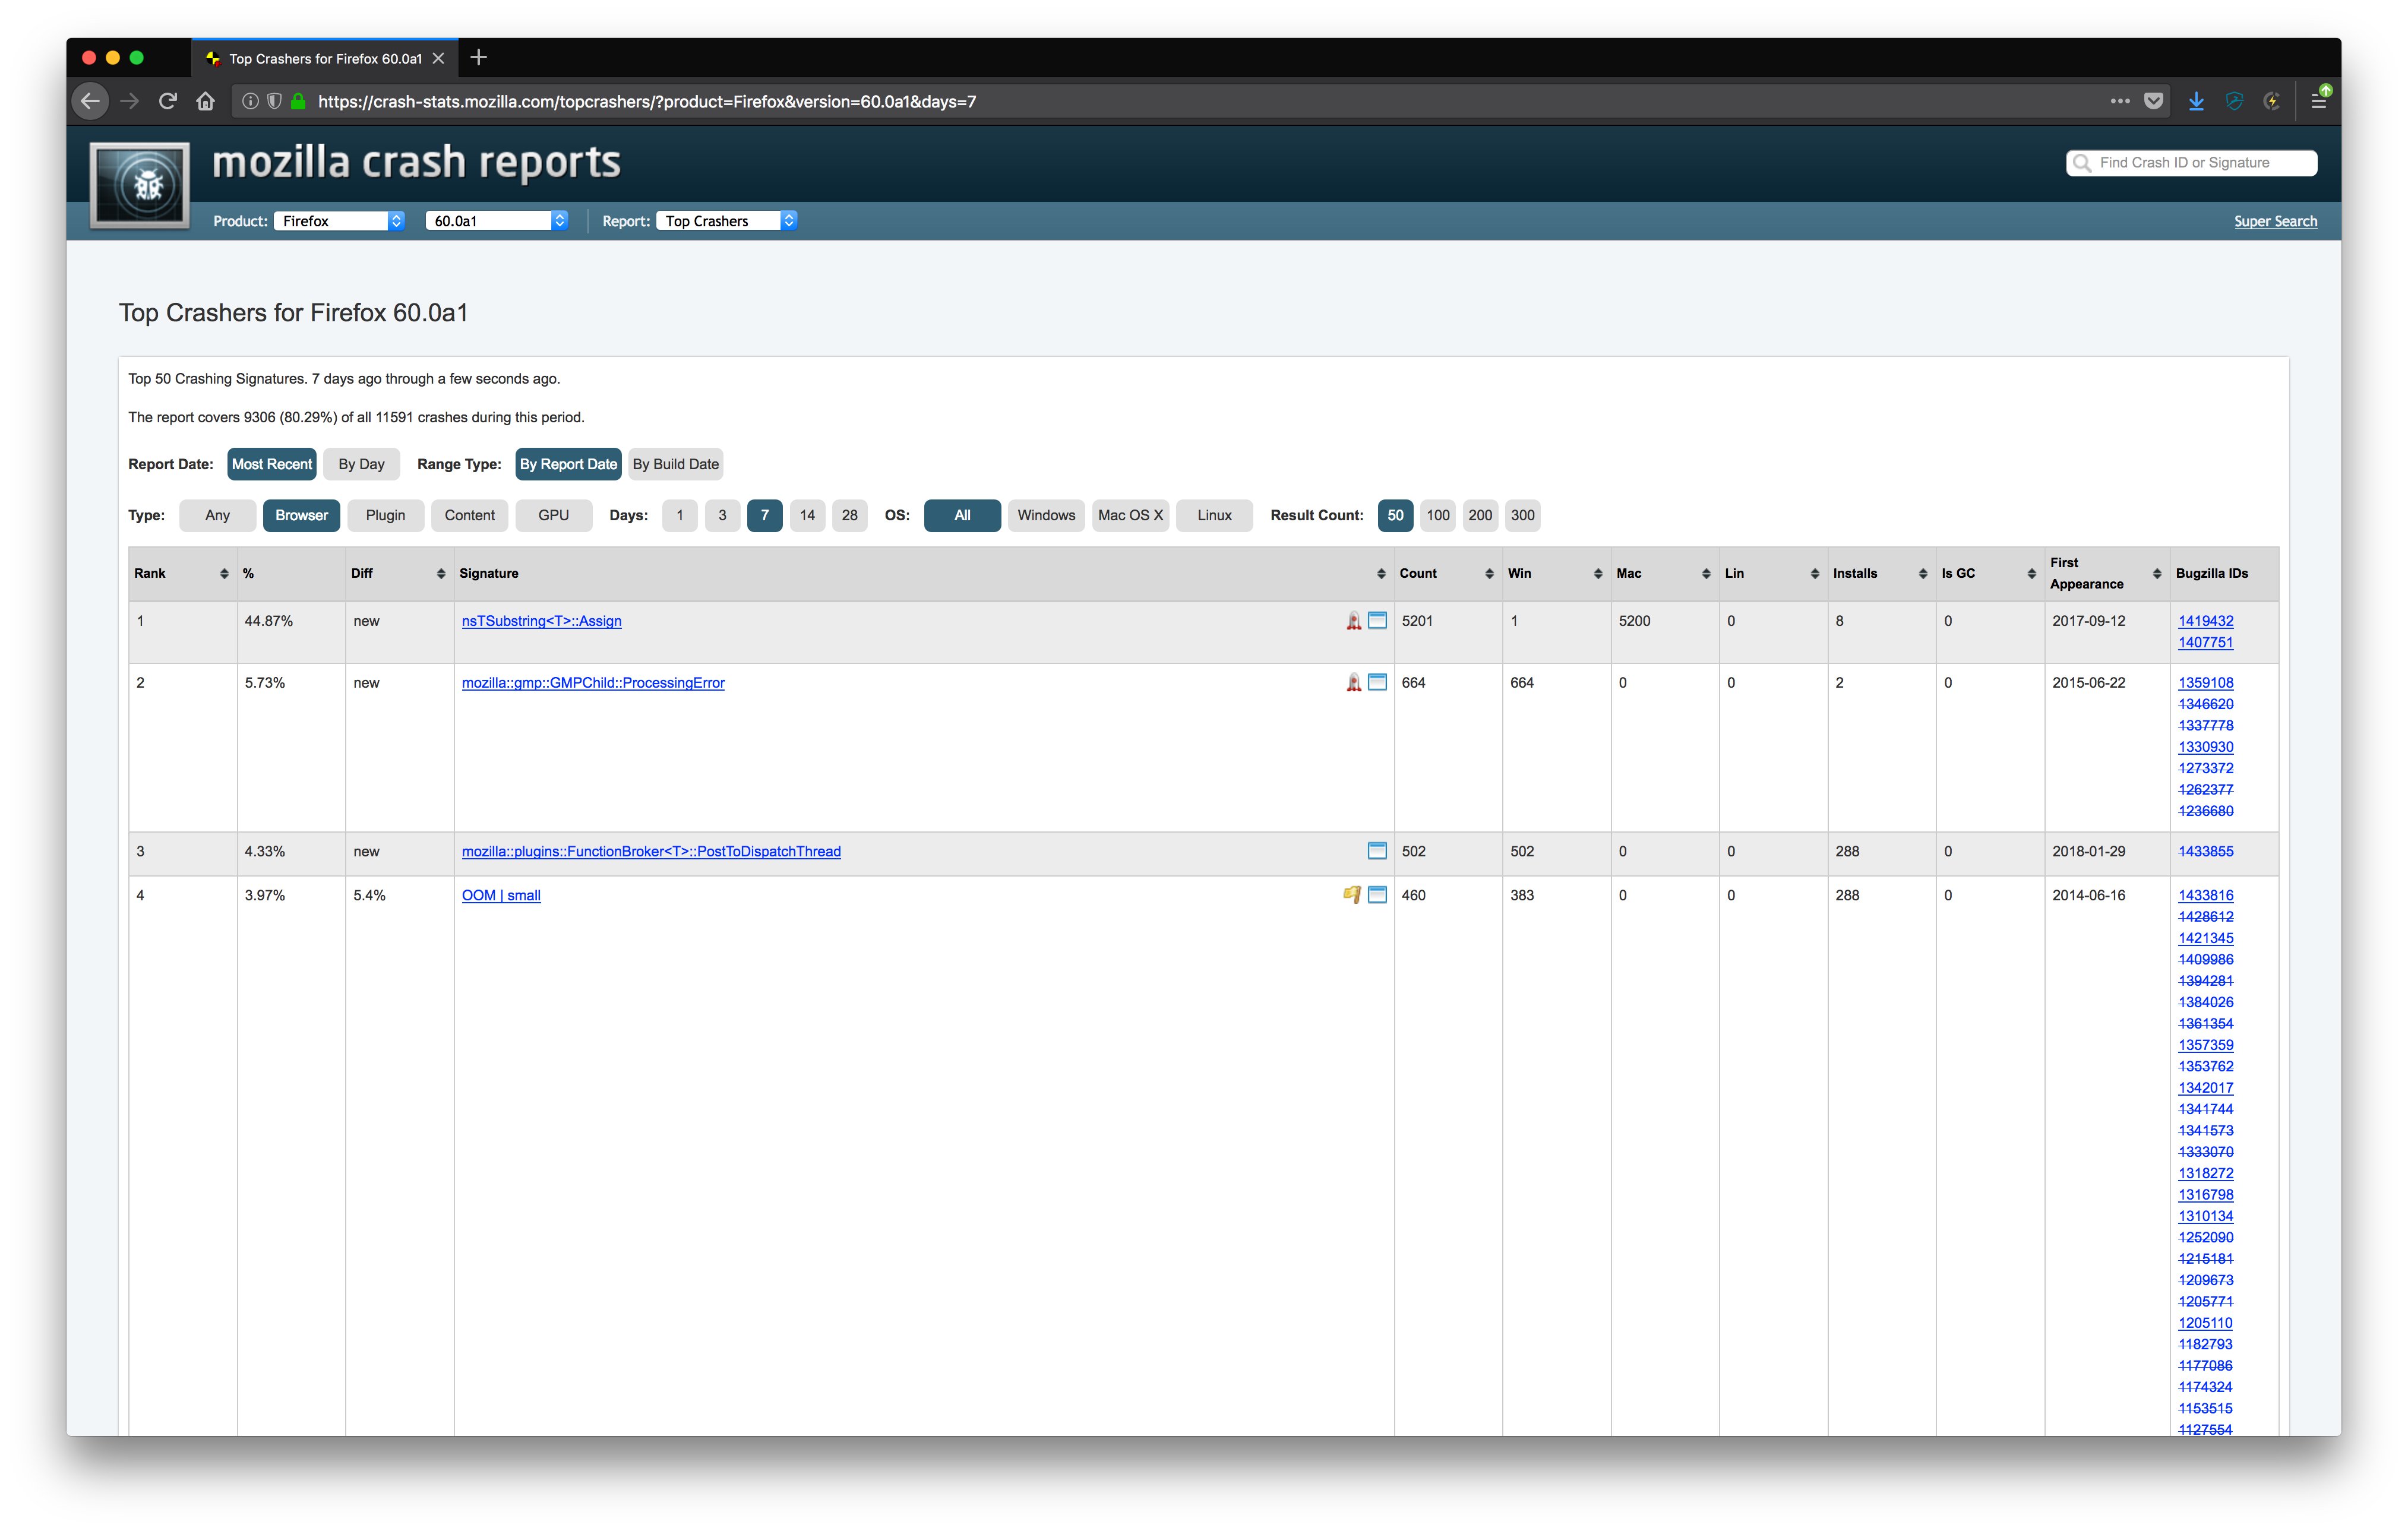 Top Crashers for Firefox 60.0a1
https://crash-stats.mozilla.com/topcrashers/?product=Firefox&version=60.0a1&days=7
mozilla crash reports
Find Crash ID or Signature
Product: Firefox 60.0a1 Report: Top Crashers Super Search
Top Crashers for Firefox 60.0a1
Top 50 Crashing Signatures. 7 days ago through a few seconds ago.
The report covers 9306 (80.29%) of all 11591 crashes during this period.
Report Date: Most Recent By Day Range Type: By Report Date By Build Date
Type: Any Browser Plugin Content GPU Days: 1 3 7 14 28 OS: All Windows Mac OS X Linux Result Count: 50 100 200 300
Rank % Diff Signature Count Win Mac Lin Installs Is GC First Appearance Bugzilla IDs
1 44.87% new nsTSubstring<T>::Assign 5201 1 5200 0 8 0 2017-09-12 1419432
1407751
2 5.73% new mozilla::gmp::GMPChild::ProcessingError 664 664 0 0 2 0 2015-06-22 1359108
1346620
1337778
1330930
1273372
1262377
1236680
3 4.33% new mozilla::plugins::FunctionBroker<T>::PostToDispatchThread 502 502 0 0 288 0 2018-01-29 1433855
4 3.97% 5.4% OOM | small 460 383 0 0 288 0 2014-06-16 1433816
1428612
1421345
1409986
1394281
1384026
1361354
1357359
1353762
1342017
1341744
1341573
1333070
1318272
1316798
1310134
1252090
1215181
1209673
1205771
1205110
1182793
1177086
1174324
1153515
1127554